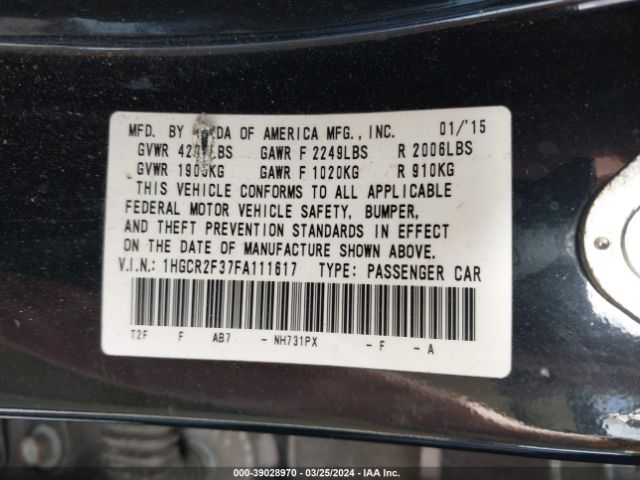 MFD. BY DA OF AMERICA MFG., INC. 01/'15
GVWR LBS GAWR F 2249LBS R 2006LBS
GVWR KG GAWR F 1020KG R 910KG
THIS VEHICLE CONFORMS TO ALL APPLICABLE
FEDERAL MOTOR VEHICLE SAFETY, BUMPER,
AND THEFT PREVENTION STANDARDS IN EFFECT
ON THE DATE OF MANUFACTURE SHOWN ABOVE.
V.I.N.: 1HGCR2F37FA111617 TYPE: PASSENGER CAR
T2F F AB7 - NH731PX - F - A
000-39028970 / 03/25/2024 / IAA Inc.